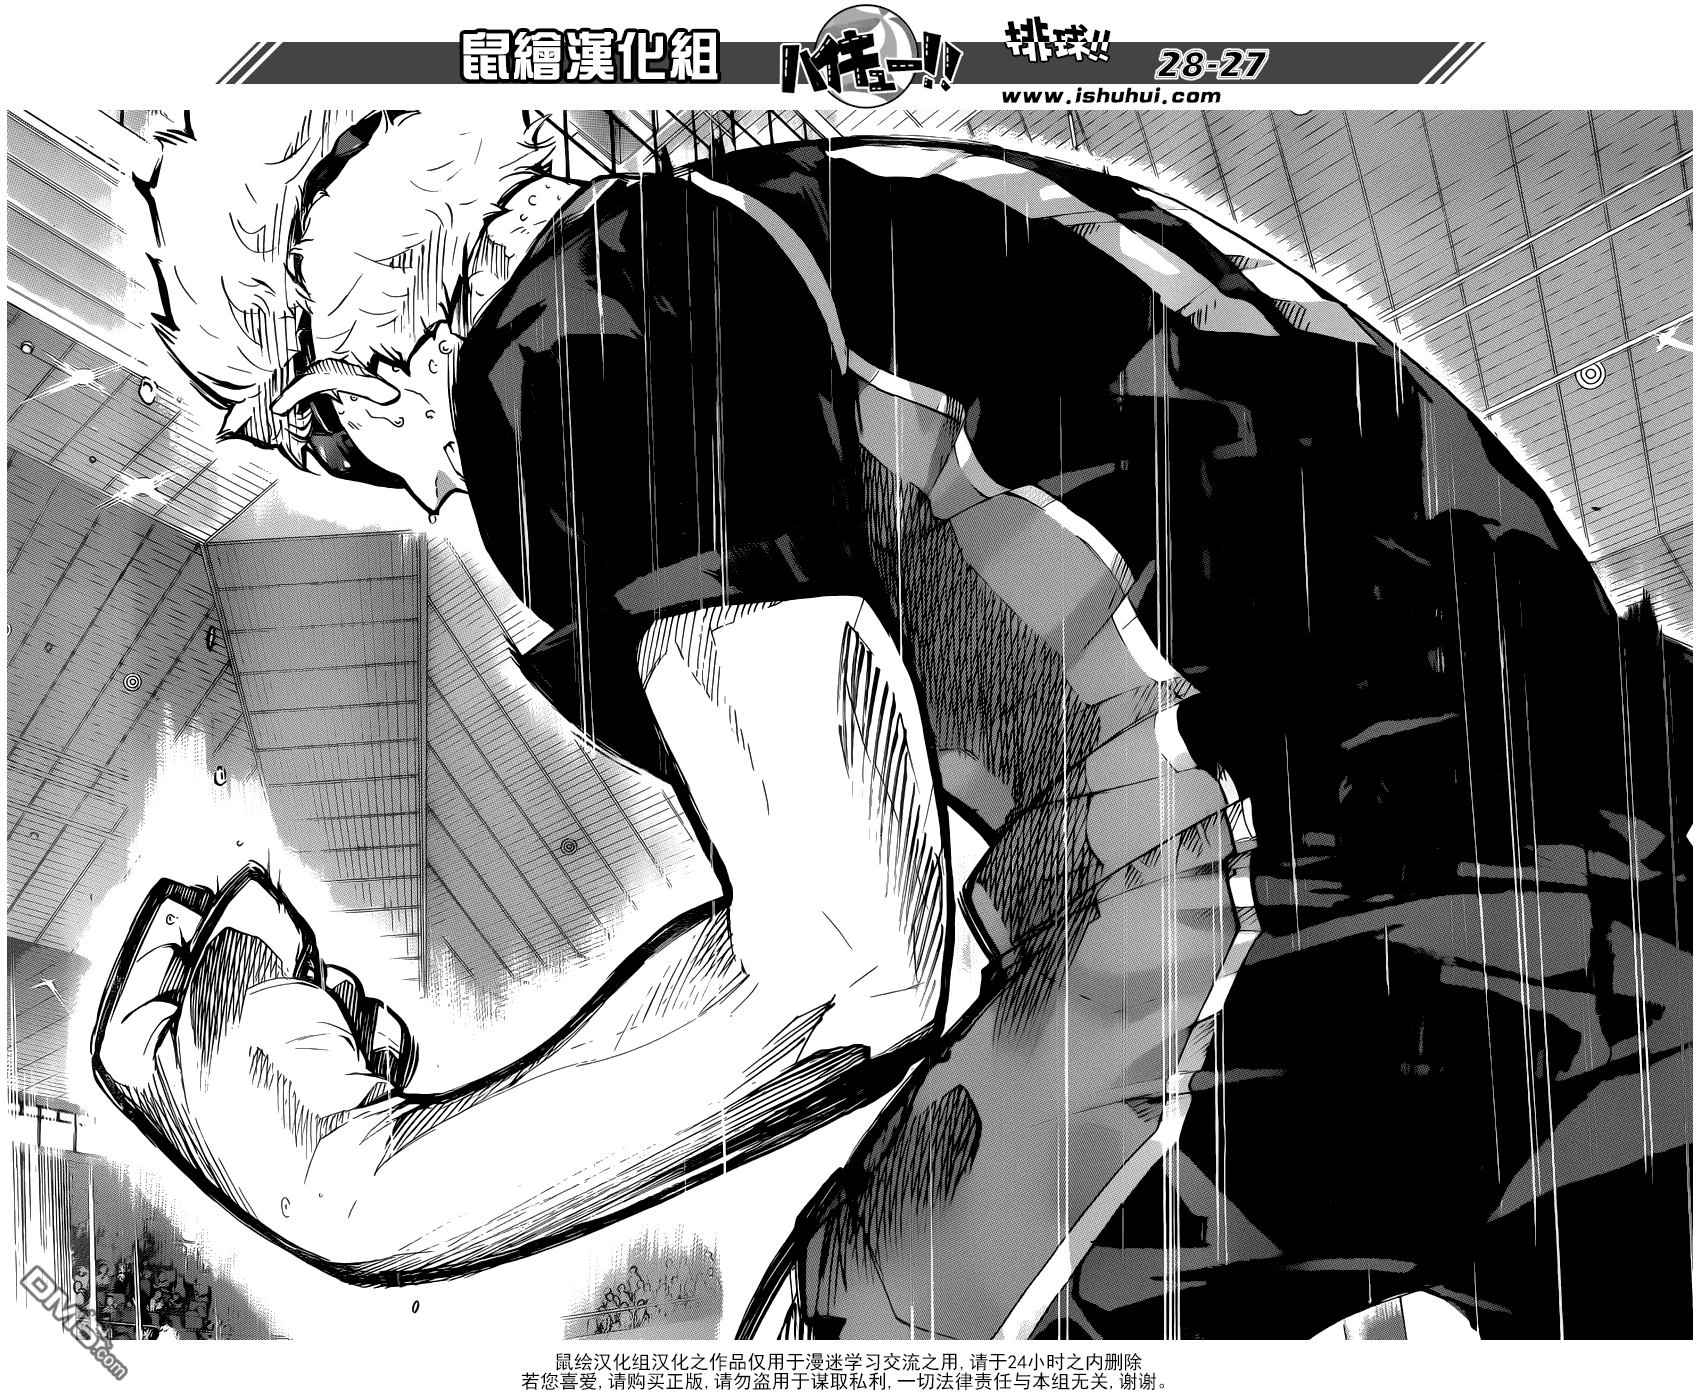 鼠繪漢化組
ハイキュー!!
排球!!
28-27
www.ishuhui.com
DM5.com
鼠绘汉化组汉化之作品仅用于漫迷学习交流之用,请于24小时之内删除
若您喜爱,请购买正版,请勿盗用于谋取私利,一切法律责任与本组无关,谢谢。